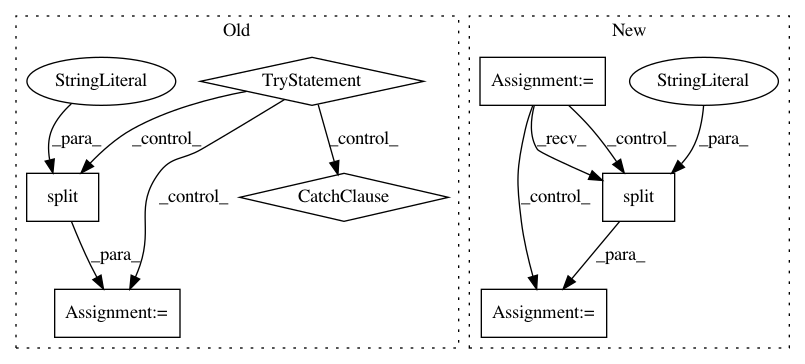 Old
New
StringLiteral
TryStatement
Assignment:=
StringLiteral
_para_
_control_
_control_
_recv_
_control_
_para_
split
_control_
CatchClause
_control_
split
_para_
_para_
Assignment:=
Assignment:=